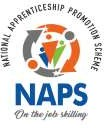 NATIONAL APPRENTICESHIP PROMOTION SCHEME
NAPS
On the job skilling